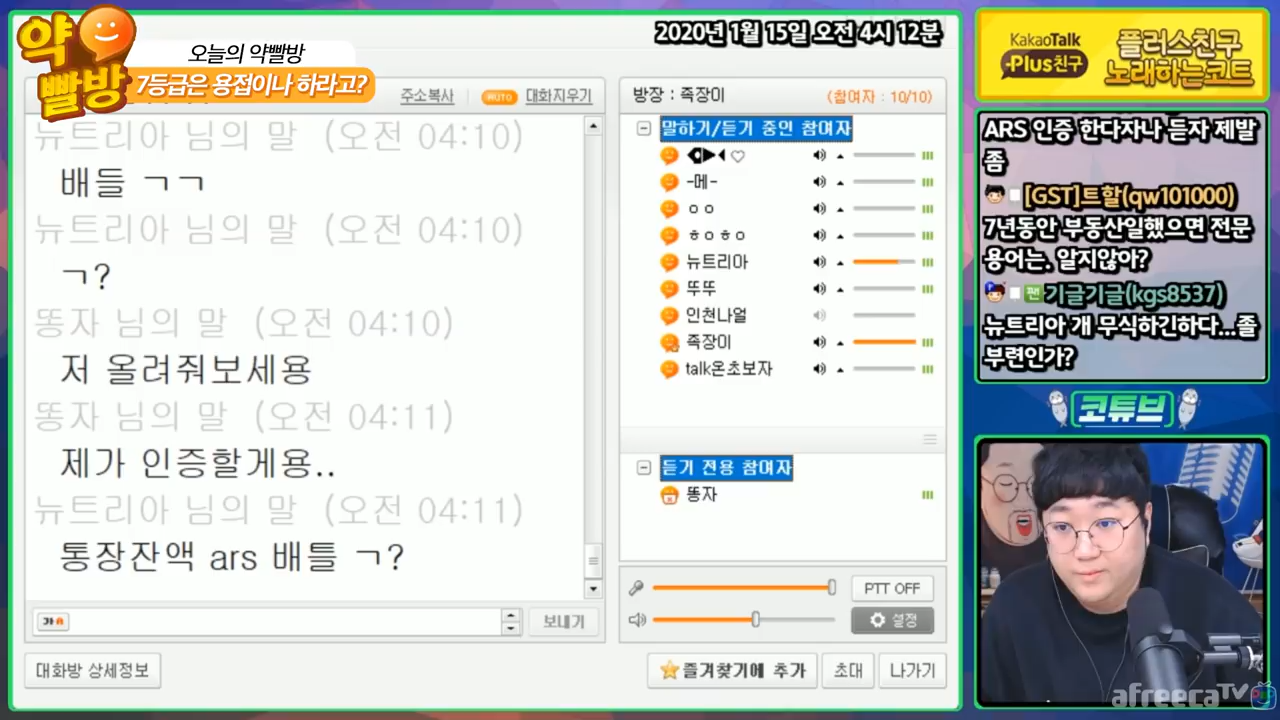 약빨방
오늘의 약빨방
7등급은 용접이나 하라고?
2020년 1월 15일 오전 4시 12분
주소복사
AUTO 대화지우기
뉴트리아 님의 말 (오전 04:10)
배들 ㄱㄱ
뉴트리아 님의 말 (오전 04:10)
ㄱ?
똥자 님의 말 (오전 04:10)
저 올려줘보세용
똥자 님의 말 (오전 04:11)
제가 인증할게용..
뉴트리아 님의 말 (오전 04:11)
통장잔액 ars 배틀 ㄱ?
가
보내기
대화방 상세정보
방장 : 족장이
(참여자 : 10/10)
말하기/듣기 중인 참여자
-메-
ㅇㅇ
ㅎㅇㅎㅇ
뉴트리아
뚜뚜
인천나얼
족장이
talk온초보자
듣기 전용 참여자
똥자
PTT OFF
설정
즐겨찾기에 추가
초대
나가기
KakaoTalk
Plus친구
플러스친구
노래하는코트
ARS 인증 한다자나 듣자 제발
좀
[GST]트할(qw101000)
7년동안 부동산일했으면 전문
용어는. 알지않아?
팬 기글기글(kgs8537)
뉴트리아 개 무식하긴하다...졸
부련인가?
코튜브
afreecaTV